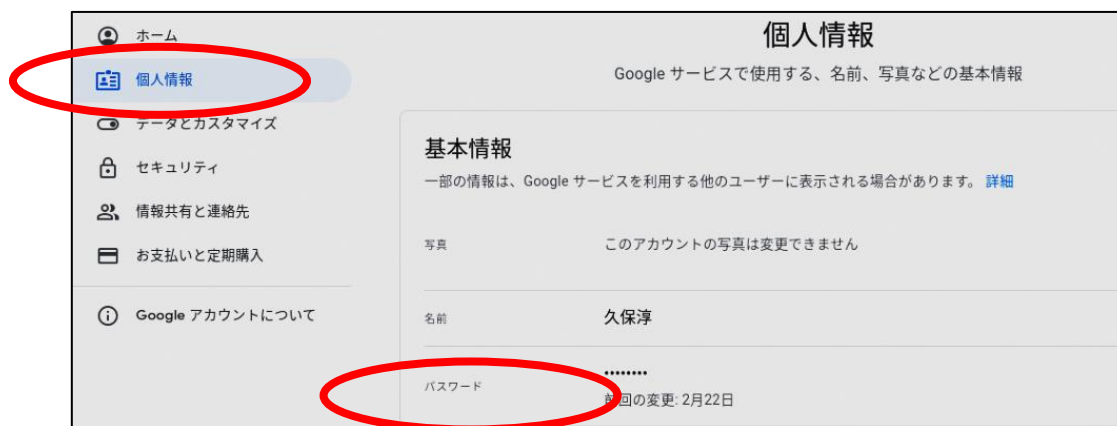 ホーム
個人情報
データとカスタマイズ
セキュリティ
情報共有と連絡先
お支払いと定期購入
Google アカウントについて
個人情報
Google サービスで使用する、名前、写真などの基本情報
基本情報
一部の情報は、Google サービスを利用する他のユーザーに表示される場合があります。 詳細
写真
このアカウントの写真は変更できません
名前
久保淳
パスワード
••••••••
前回の変更: 2月22日